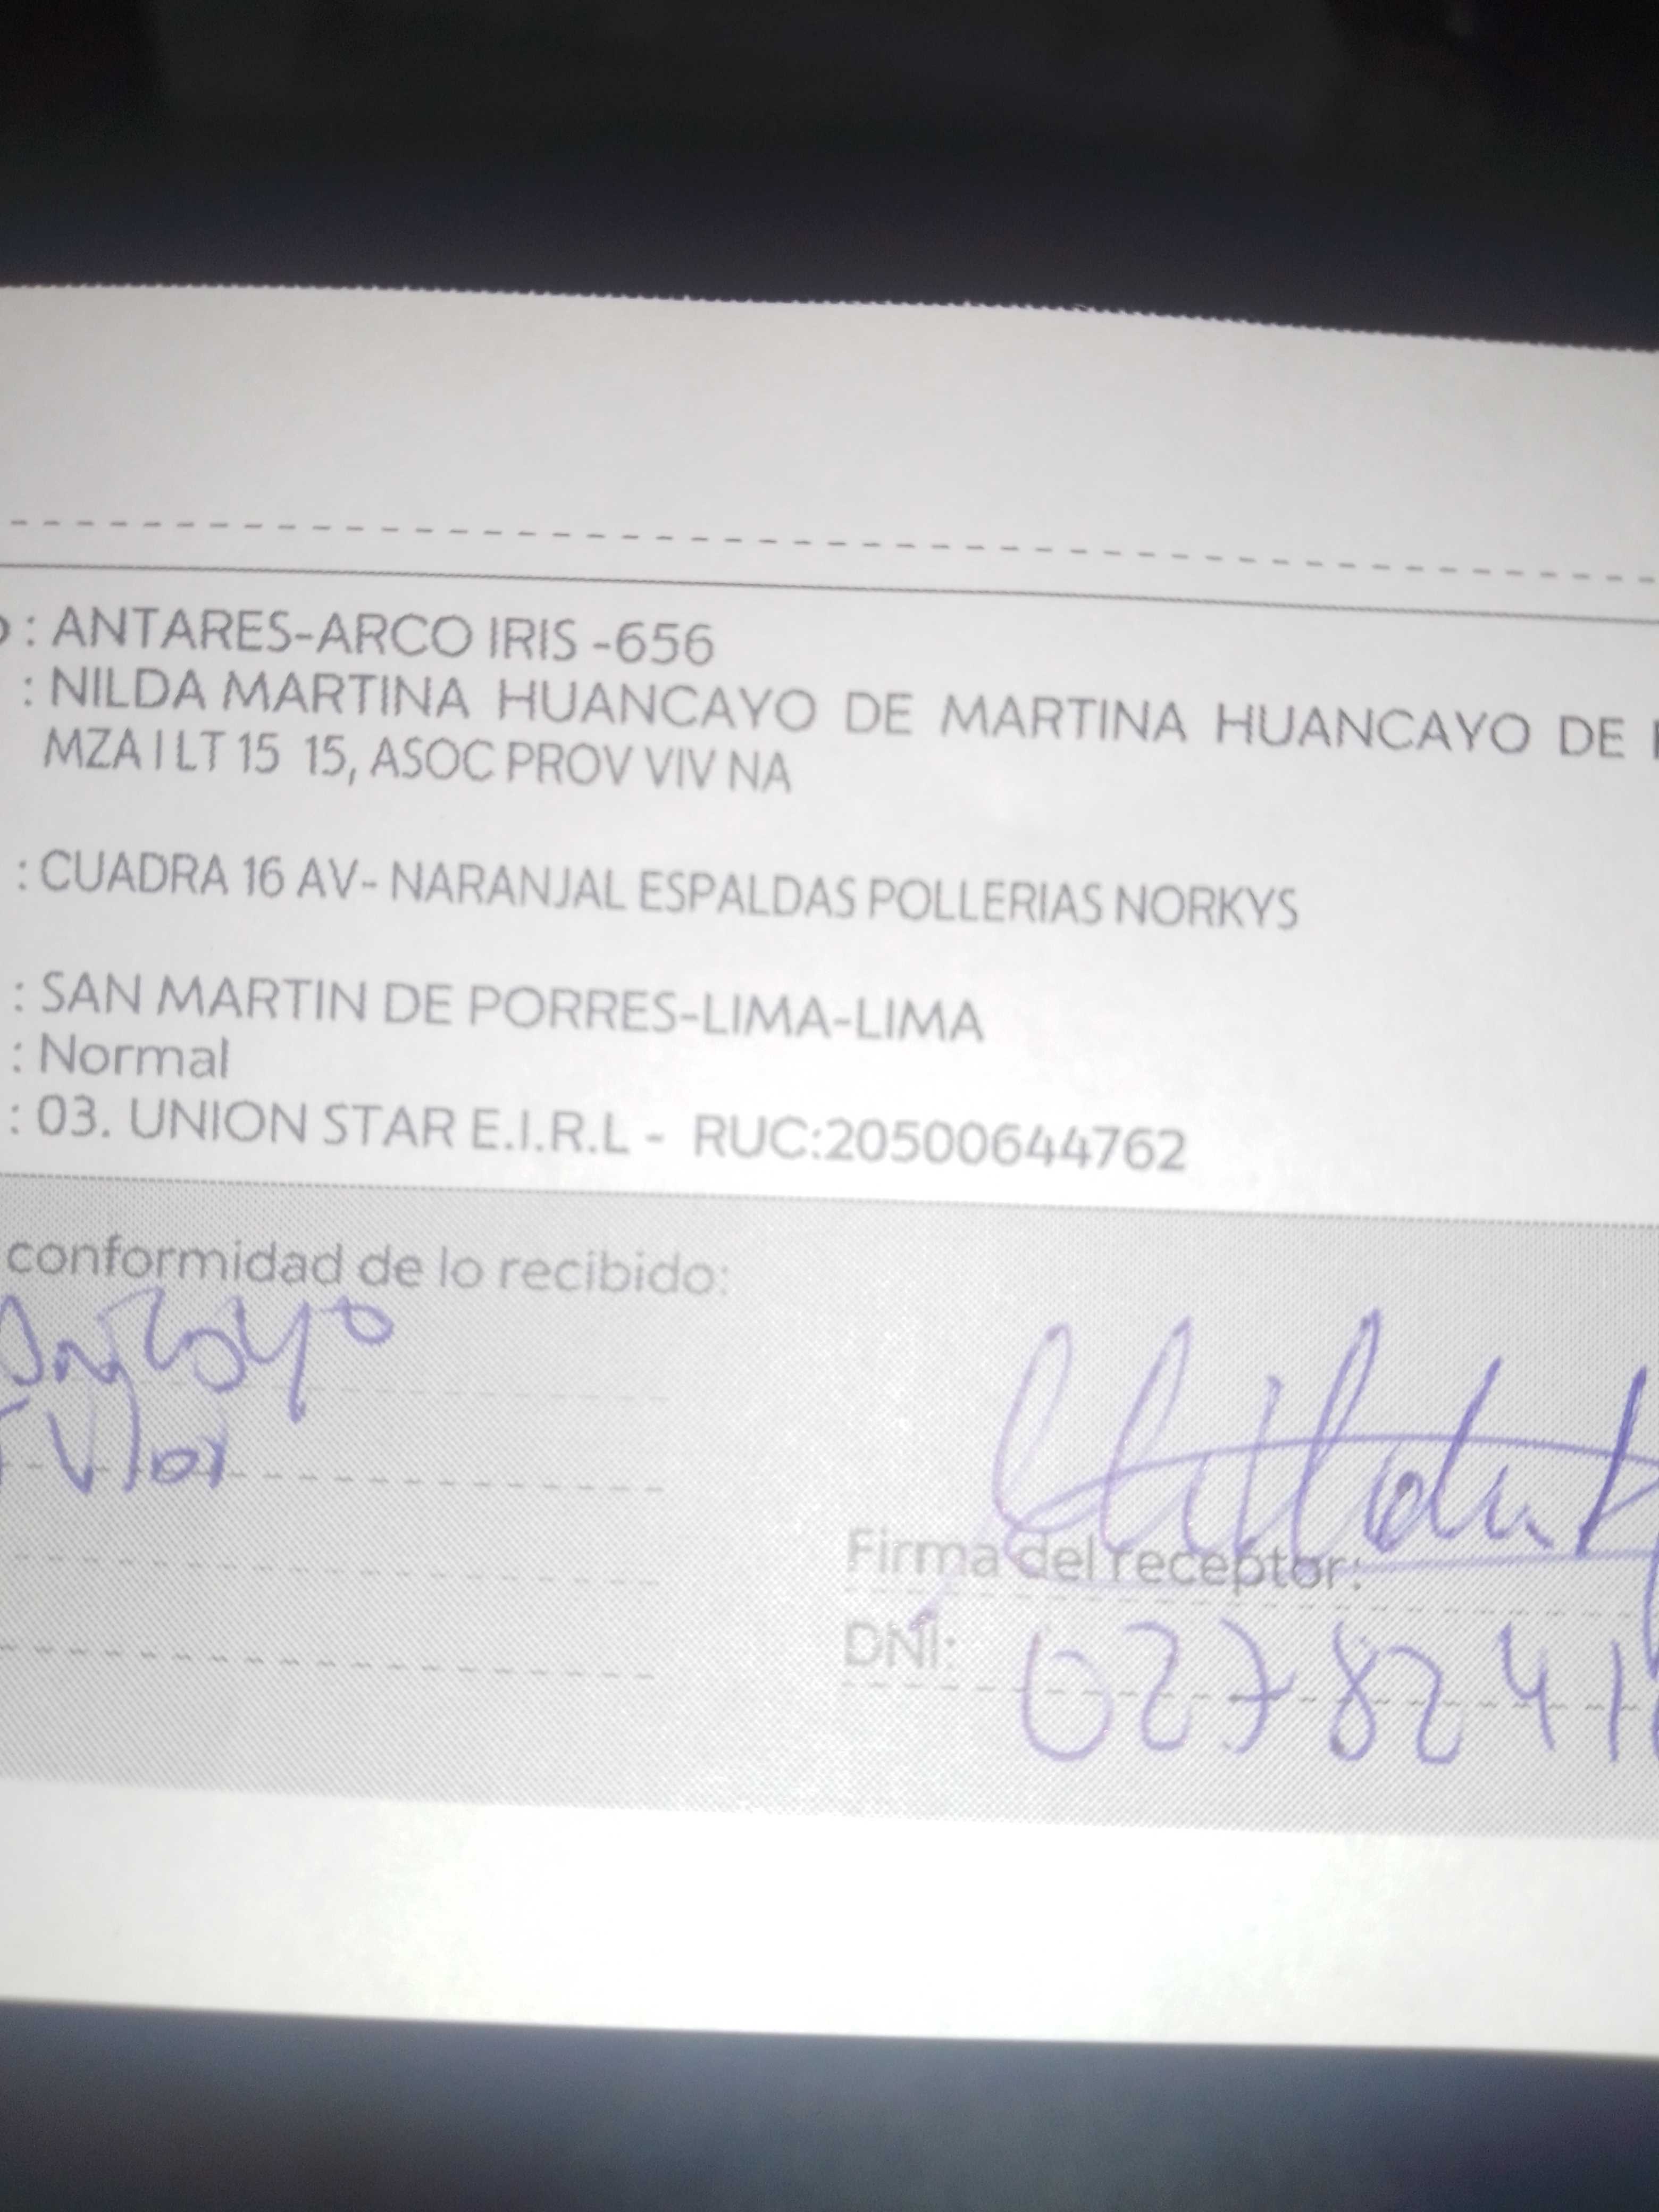 : ANTARES-ARCO IRIS -656
: NILDA MARTINA HUANCAYO DE MARTINA HUANCAYO DE
MZA I LT 15 15, ASOC PROV VIV NA
: CUADRA 16 AV- NARANJAL ESPALDAS POLLERIAS NORKYS
: SAN MARTIN DE PORRES-LIMA-LIMA
: Normal
: 03. UNION STAR E.I.R.L - RUC:20500644762
conformidad de lo recibido:
Firma del receptor:
DNI: 0278241